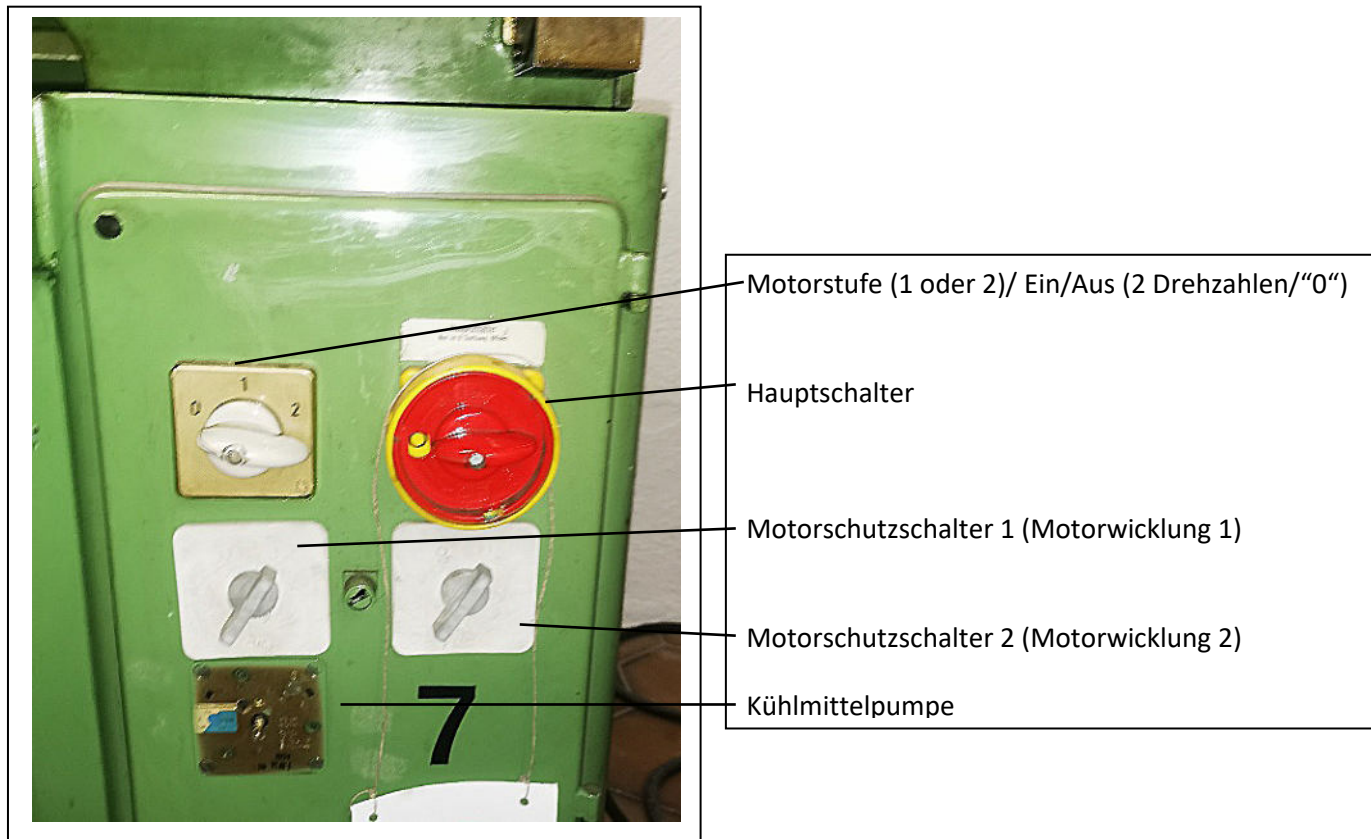 Motorstufe (1 oder 2)/ Ein/Aus (2 Drehzahlen/“0“)
Hauptschalter
Motorschutzschalter 1 (Motorwicklung 1)
Motorschutzschalter 2 (Motorwicklung 2)
Kühlmittelpumpe
0 1 2
7